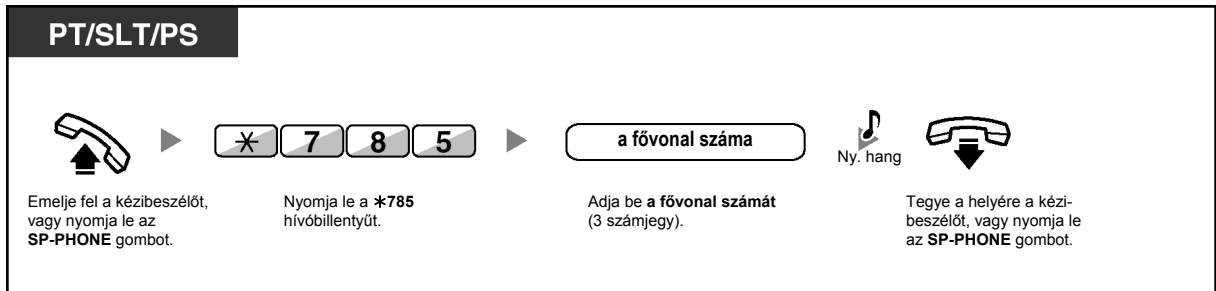 PT/SLT/PS
✳ 7 8 5
a fővonal száma
Ny. hang
Emelje fel a kézibeszélőt,
vagy nyomja le az
SP-PHONE gombot.
Nyomja le a ✳785
hívóbillentyűt.
Adja be a fővonal számát
(3 számjegy).
Tegye a helyére a kézi-
beszélőt, vagy nyomja le
az SP-PHONE gombot.